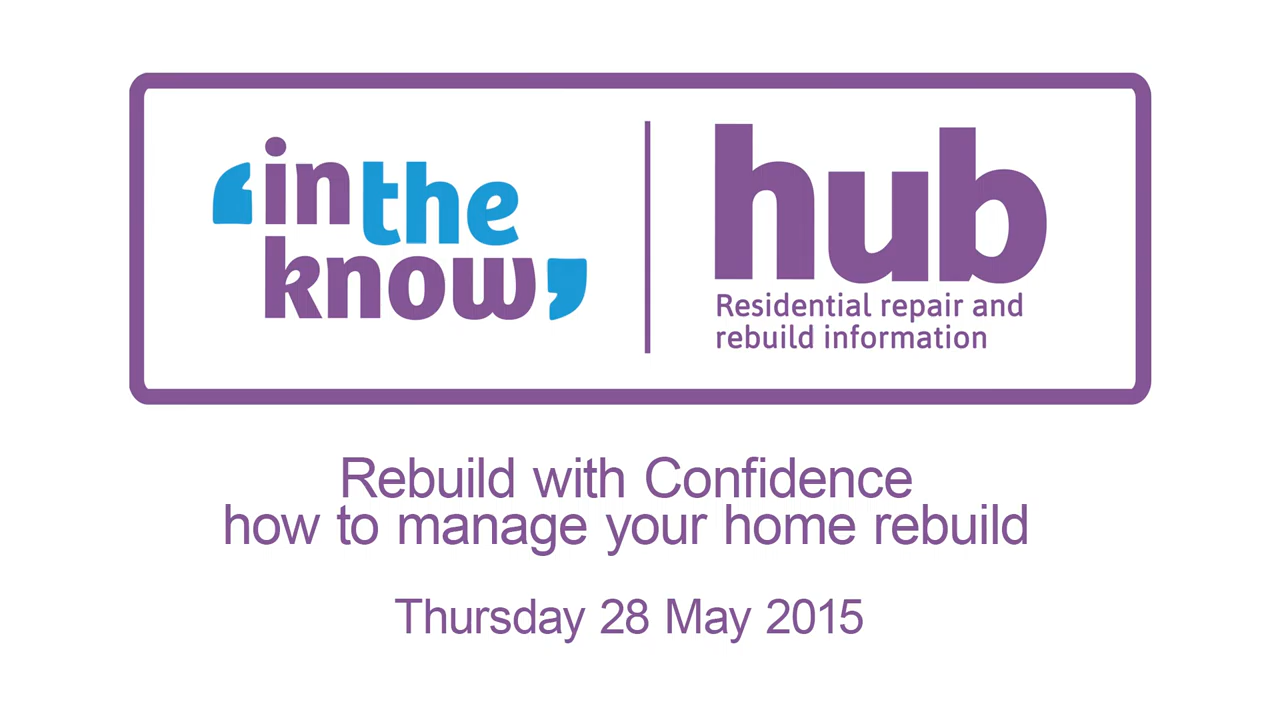 ‘in the
know’
hub
Residential repair and
rebuild information
Rebuild with Confidence
how to manage your home rebuild
Thursday 28 May 2015